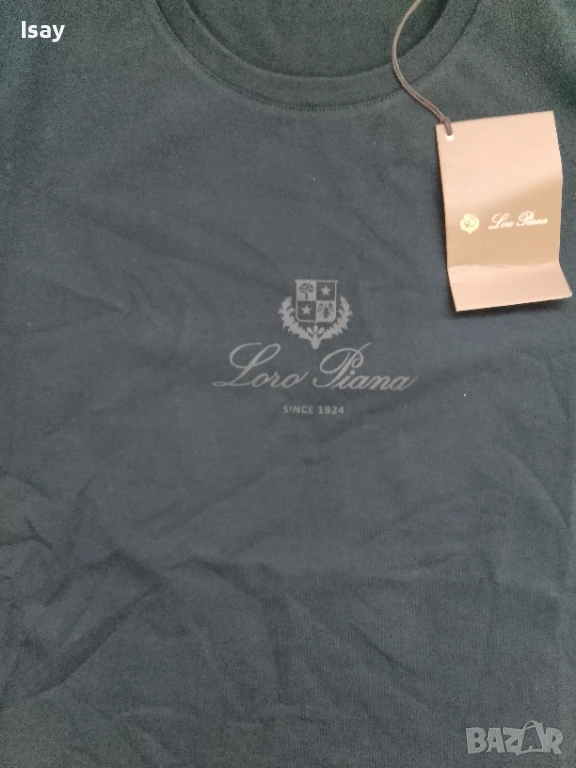 Isay
Loro Piana
Loro Piana
SINCE 1924
BAZAR